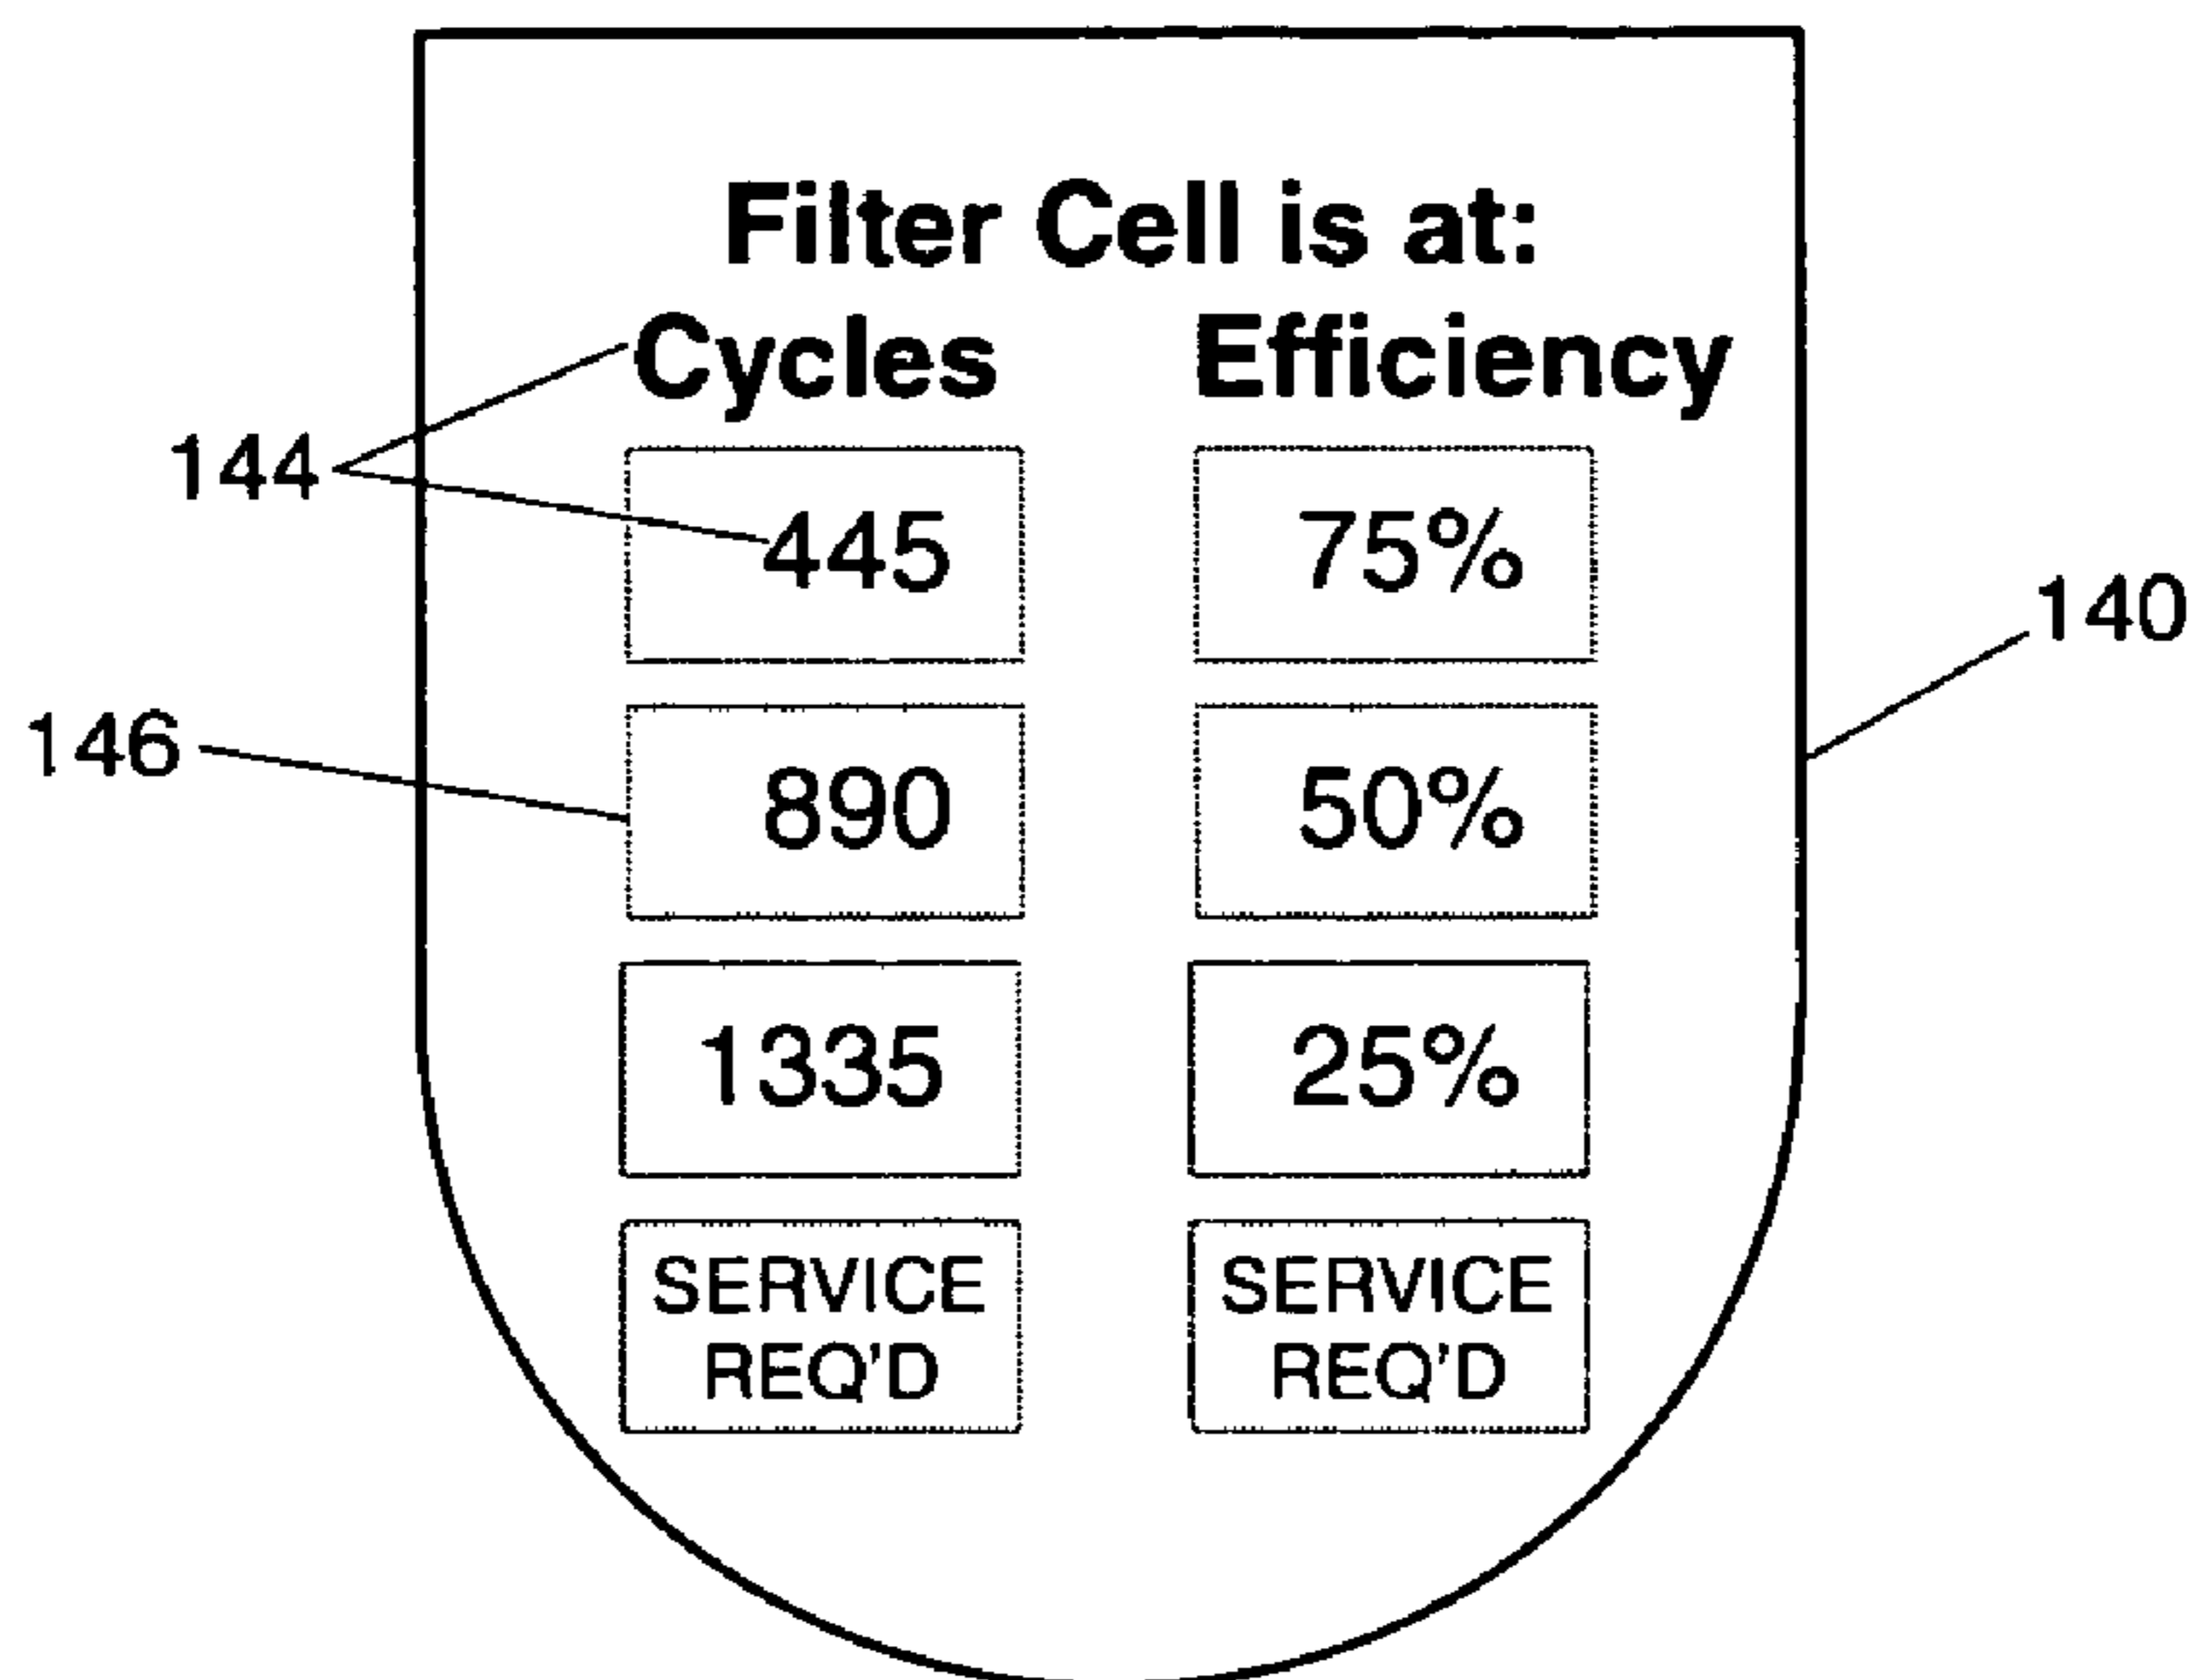 Filter Cell is at:
Cycles Efficiency
144
445 75%
140
146
890 50%
1335 25%
SERVICE SERVICE
REQ'D REQ'D